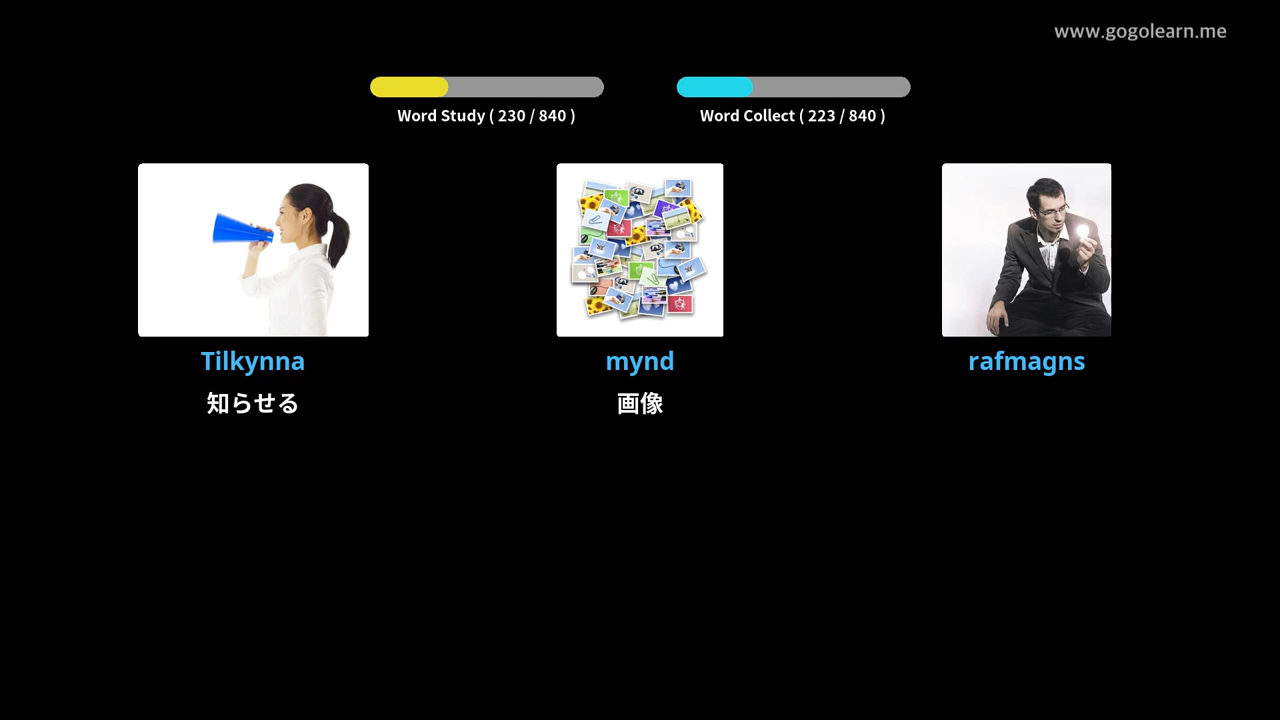 www.gogolearn.me
Word Study ( 230 / 840 )
Word Collect ( 223 / 840 )
Tilkynna
知らせる
mynd
画像
rafmagns